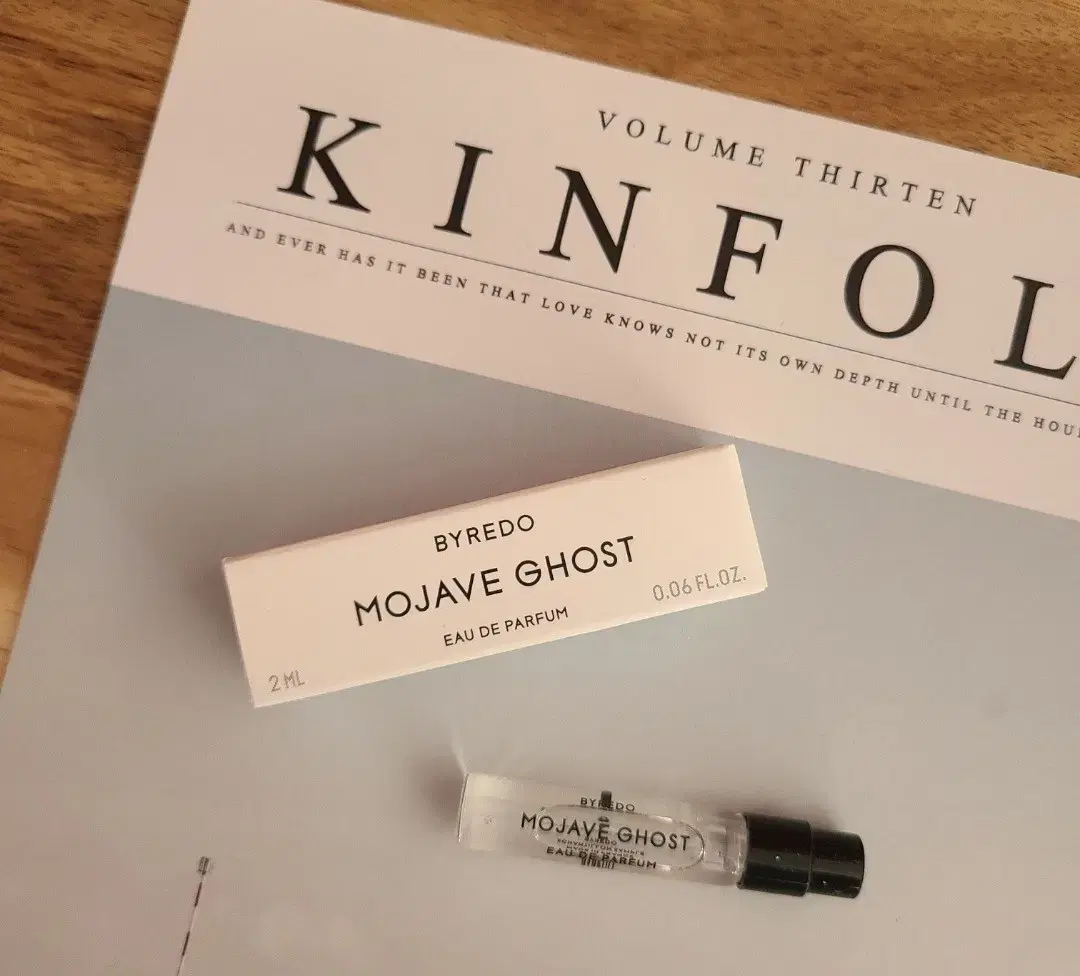 VOLUME THIRTEN
KINFOL
AND EVER HAS IT BEEN THAT LOVE KNOWS NOT ITS OWN DEPTH UNTIL THE HOU
BYREDO
MOJAVE GHOST
EAU DE PARFUM
0.06 FL.OZ.
2 ML
BYREDO
MOJAVE GHOST
EAU DE PARFUM